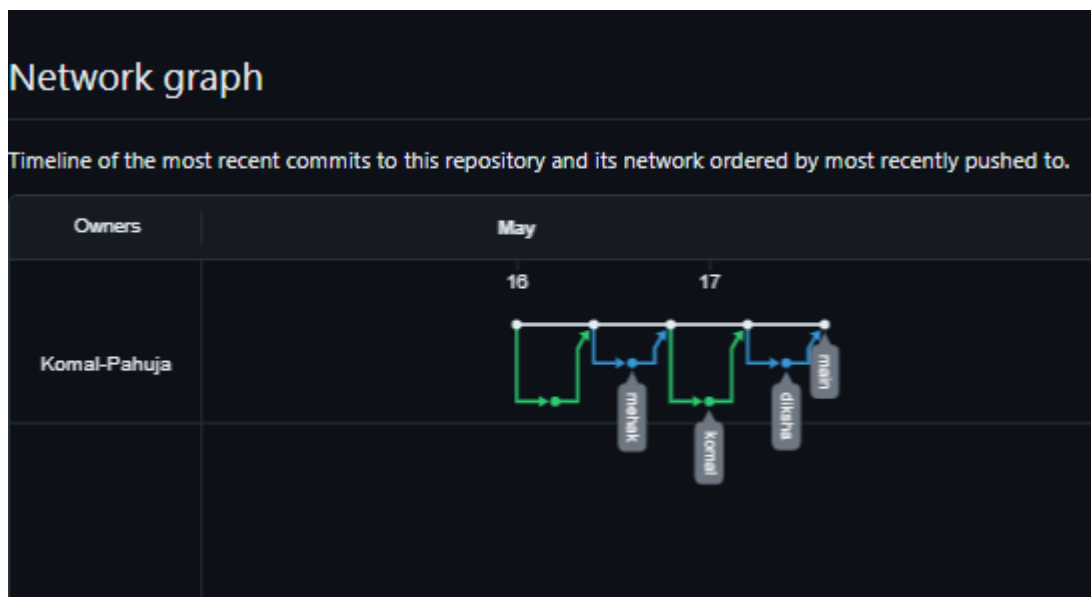 Network graph
Timeline of the most recent commits to this repository and its network ordered by most recently pushed to.
Owners
May
16
17
Komal-Pahuja
mehak
komal
diksha
main